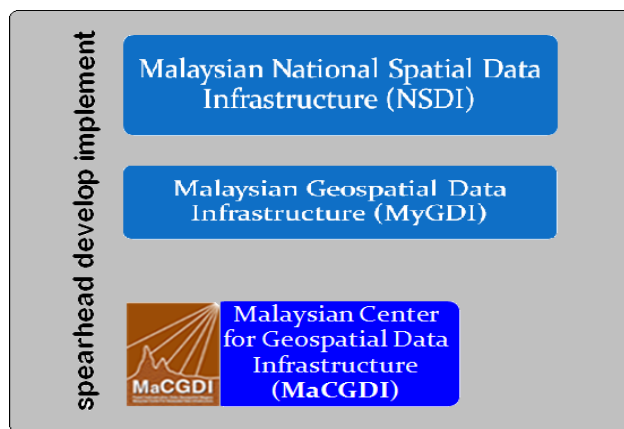 spearhead develop implement
Malaysian National Spatial Data
Infrastructure (NSDI)
Malaysian Geospatial Data
Infrastructure (MyGDI)
MaCGDI
Malaysian Center
for Geospatial Data
Infrastructure
(MaCGDI)